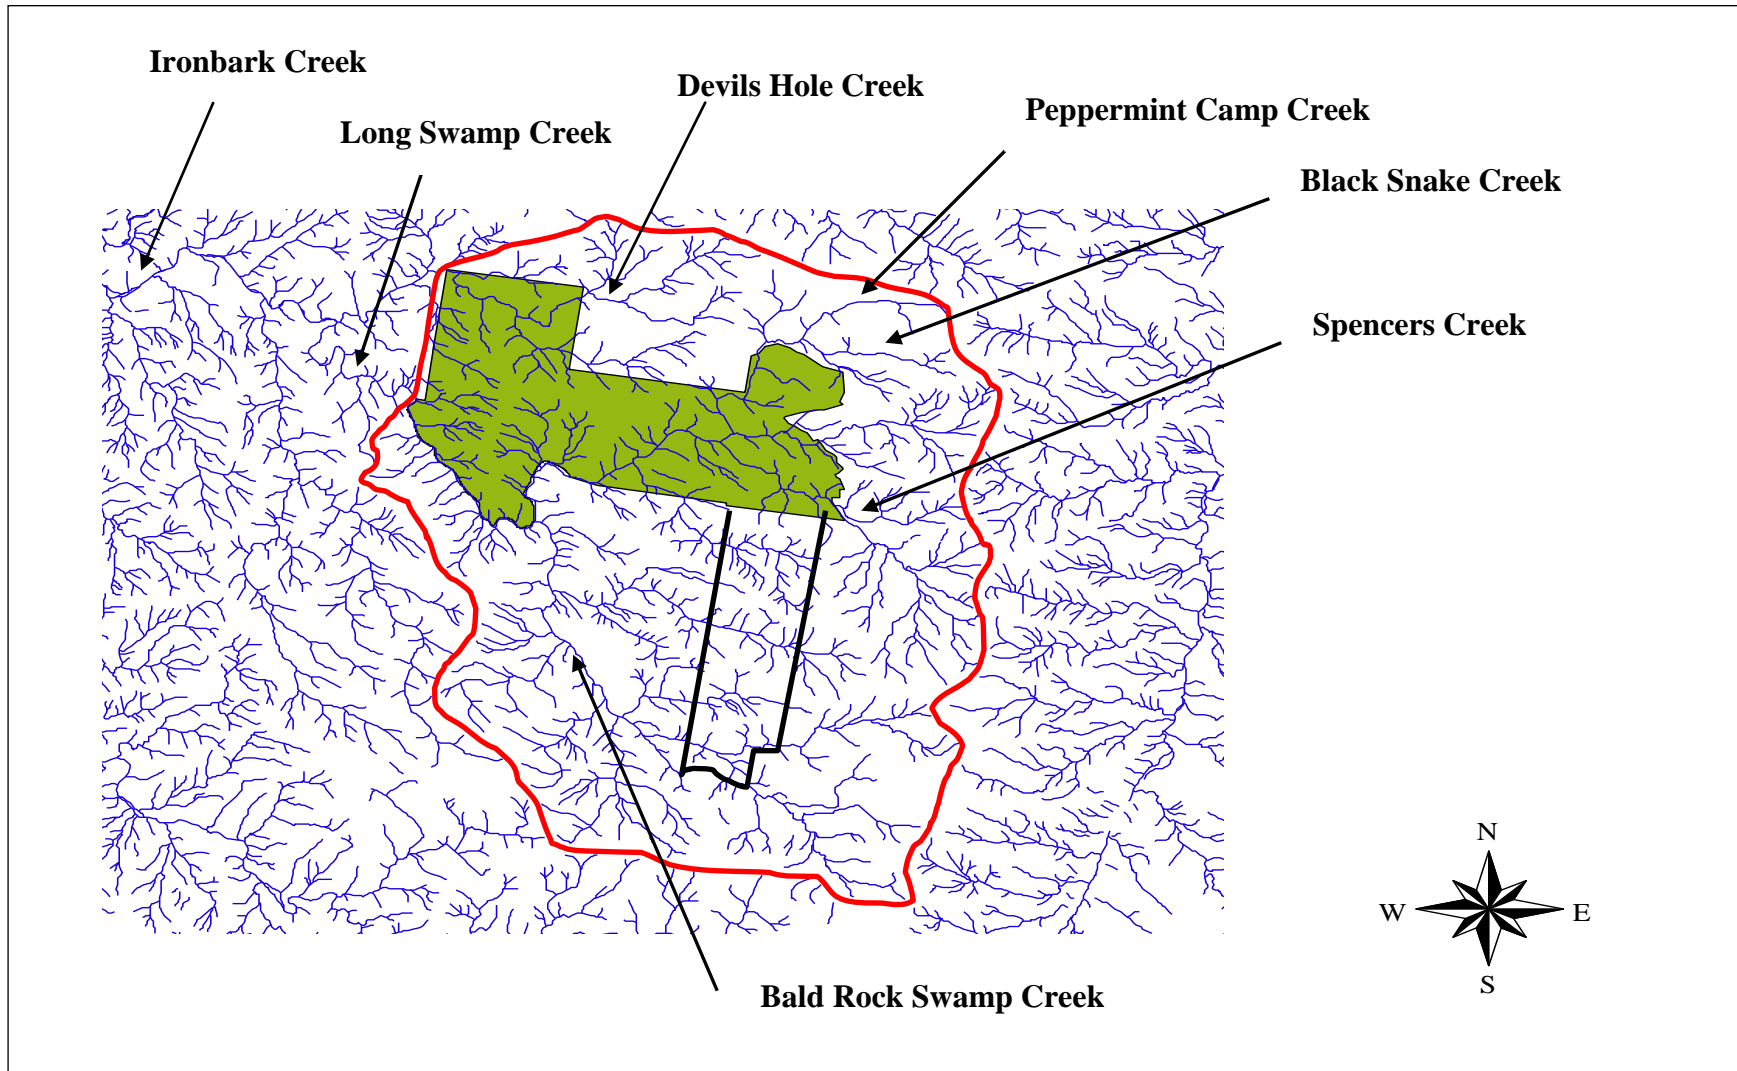 Ironbark Creek
Devils Hole Creek
Peppermint Camp Creek
Long Swamp Creek
Black Snake Creek
Spencers Creek
N
W
E
S
Bald Rock Swamp Creek